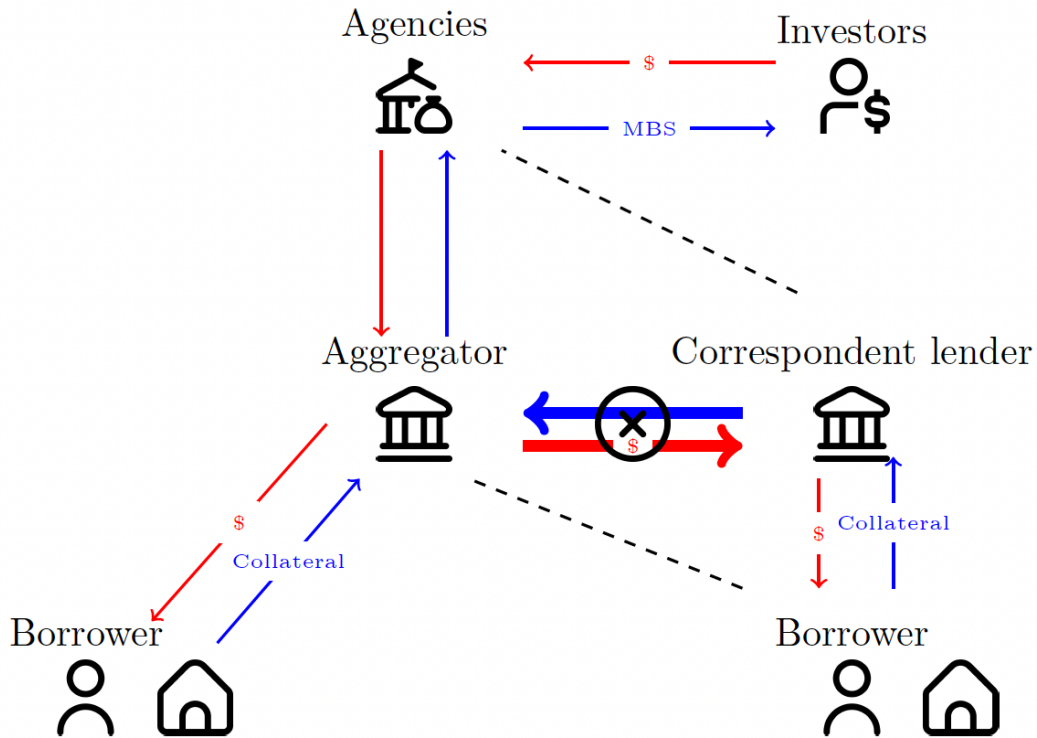 Agencies
Investors
$
MBS
Aggregator
Correspondent lender
$
$
Collateral
$
Collateral
Borrower
Borrower